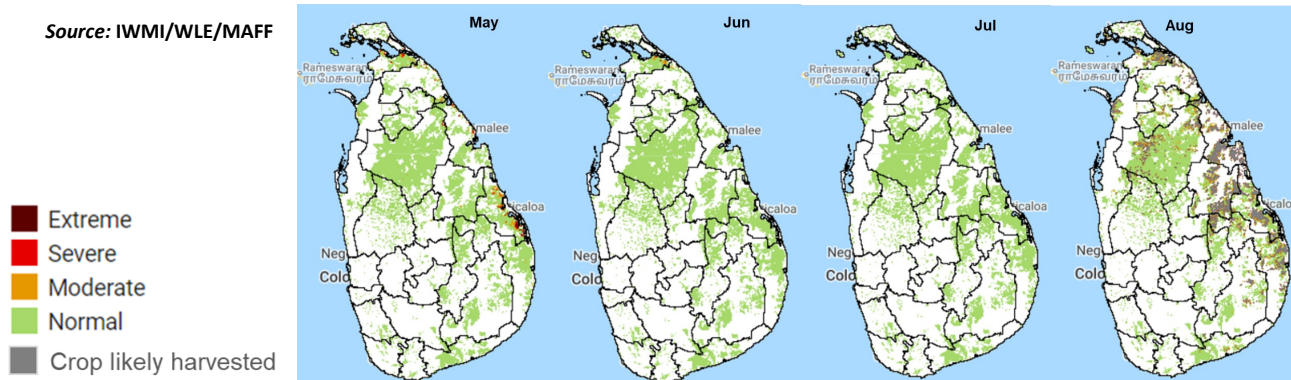 Source: IWMI/WLE/MAFF
Extreme
Severe
Moderate
Normal
Crop likely harvested
May
Rameswaram
ராமேசுவரம்
malee
icaloa
Neg
Colo
Jun
Rameswaram
ராமேசுவரம்
malee
icaloa
Neg
Colo
Jul
Rameswaram
ராமேசுவரம்
malee
icaloa
Neg
Colo
Aug
Rameswaram
ராமேசுவரம்
malee
icaloa
Neg
Colo